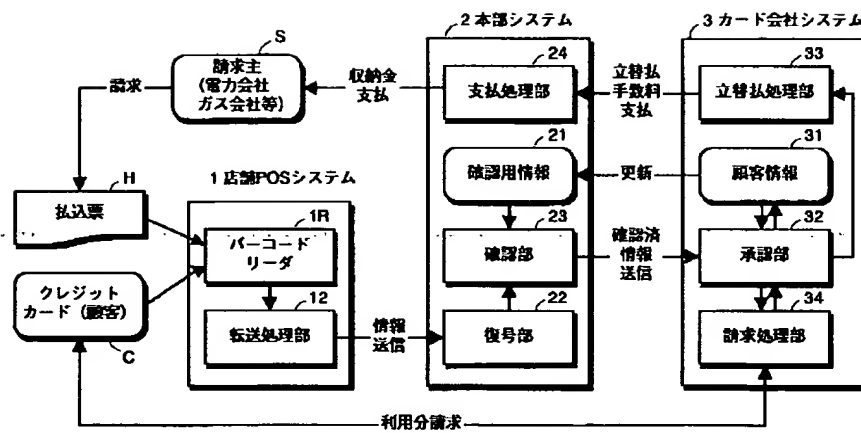 S
請求主
(電力会社
ガス会社等)
請求
H
払込票
クレジット
カード (顧客)
C
1 店舗POSシステム
1R
バーコード
リーダ
12
転送処理部
情報
送信
収納金
支払
2 本部システム
24
支払処理部
21
確認用情報
23
確認部
22
復号部
立替払
手数料
支払
更新
確認済
情報
送信
3 カード会社システム
33
立替払処理部
31
顧客情報
32
承認部
34
請求処理部
利用分請求